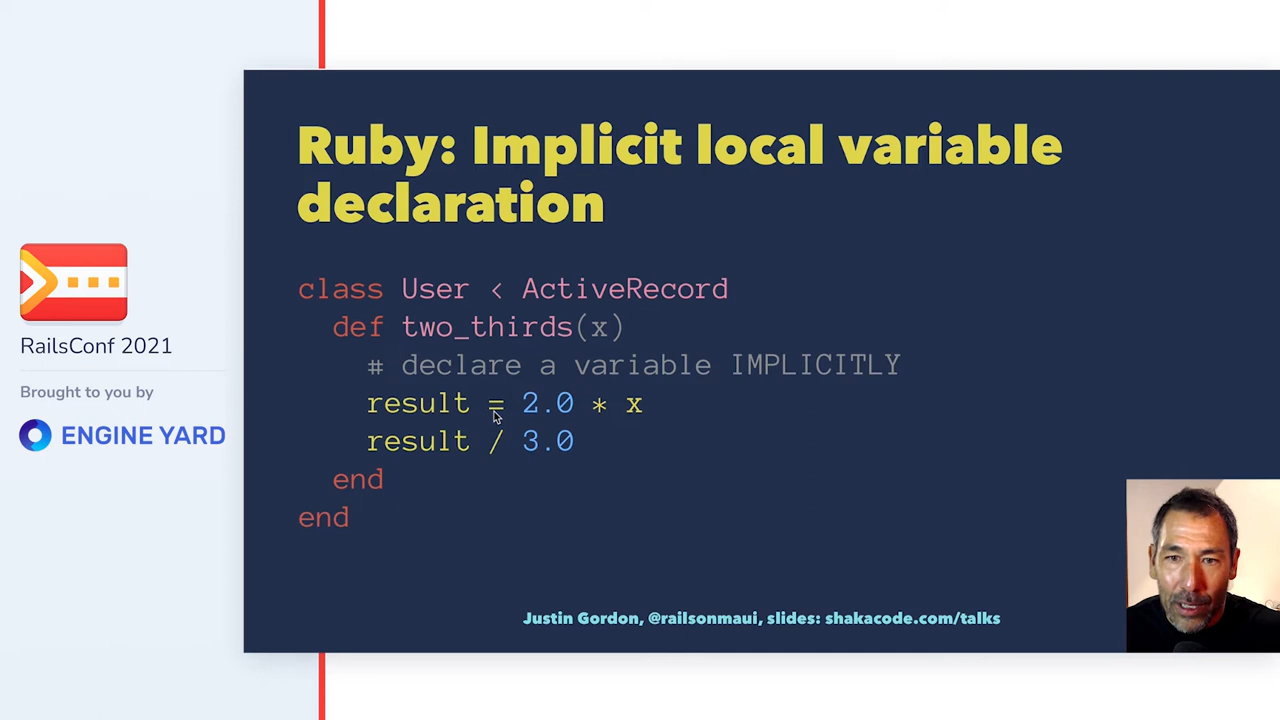 Ruby: Implicit local variable
declaration
class User < ActiveRecord
  def two_thirds(x)
    # declare a variable IMPLICITLY
    result = 2.0 * x
    result / 3.0
  end
end
Justin Gordon, @railsonmaui, slides: shakacode.com/talks
RailsConf 2021
Brought to you by
ENGINE YARD